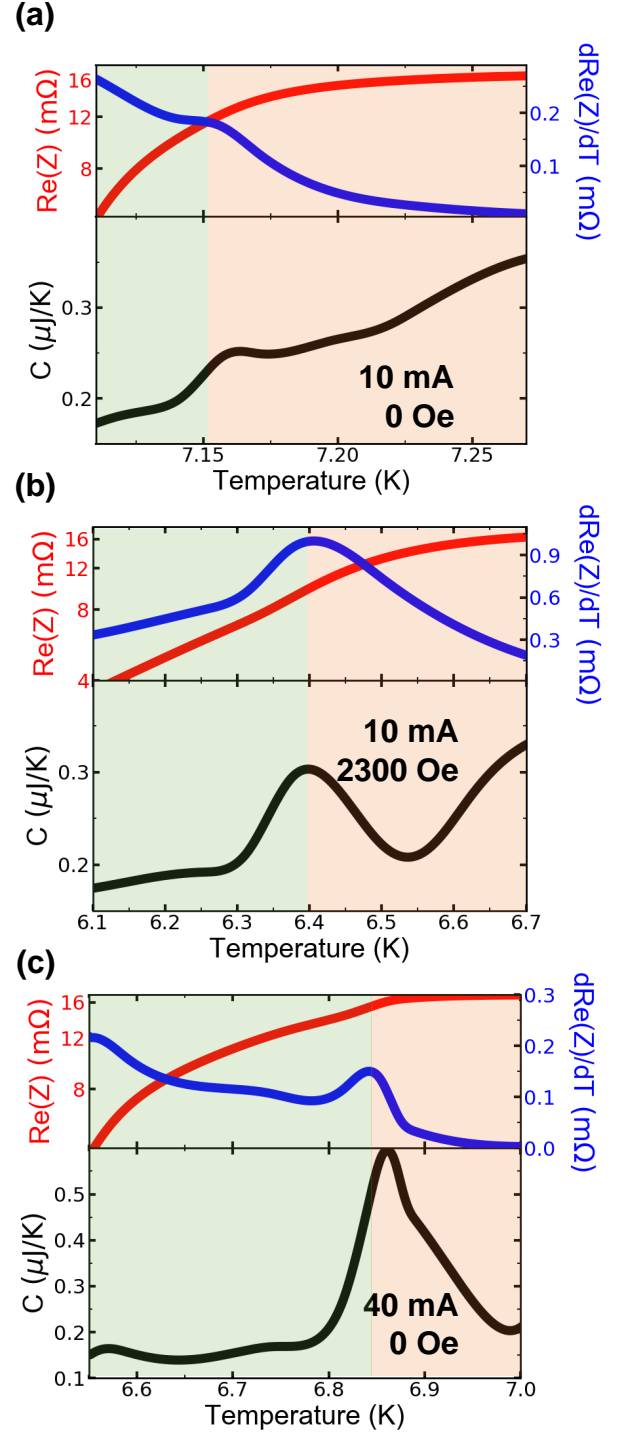 (a)
Re(Z) (mΩ)
16
12
8
0.2
0.1
dRe(Z)/dT (mΩ)
C (μJ/K)
0.3
0.2
10 mA
0 Oe
7.15
7.20
7.25
Temperature (K)
(b)
Re(Z) (mΩ)
16
12
8
4
0.9
0.6
0.3
dRe(Z)/dT (mΩ)
C (μJ/K)
0.3
0.2
10 mA
2300 Oe
6.1
6.2
6.3
6.4
6.5
6.6
6.7
Temperature (K)
(c)
Re(Z) (mΩ)
16
12
8
0.3
0.2
0.1
0.0
dRe(Z)/dT (mΩ)
C (μJ/K)
0.5
0.4
0.3
0.2
0.1
40 mA
0 Oe
6.6
6.7
6.8
6.9
7.0
Temperature (K)